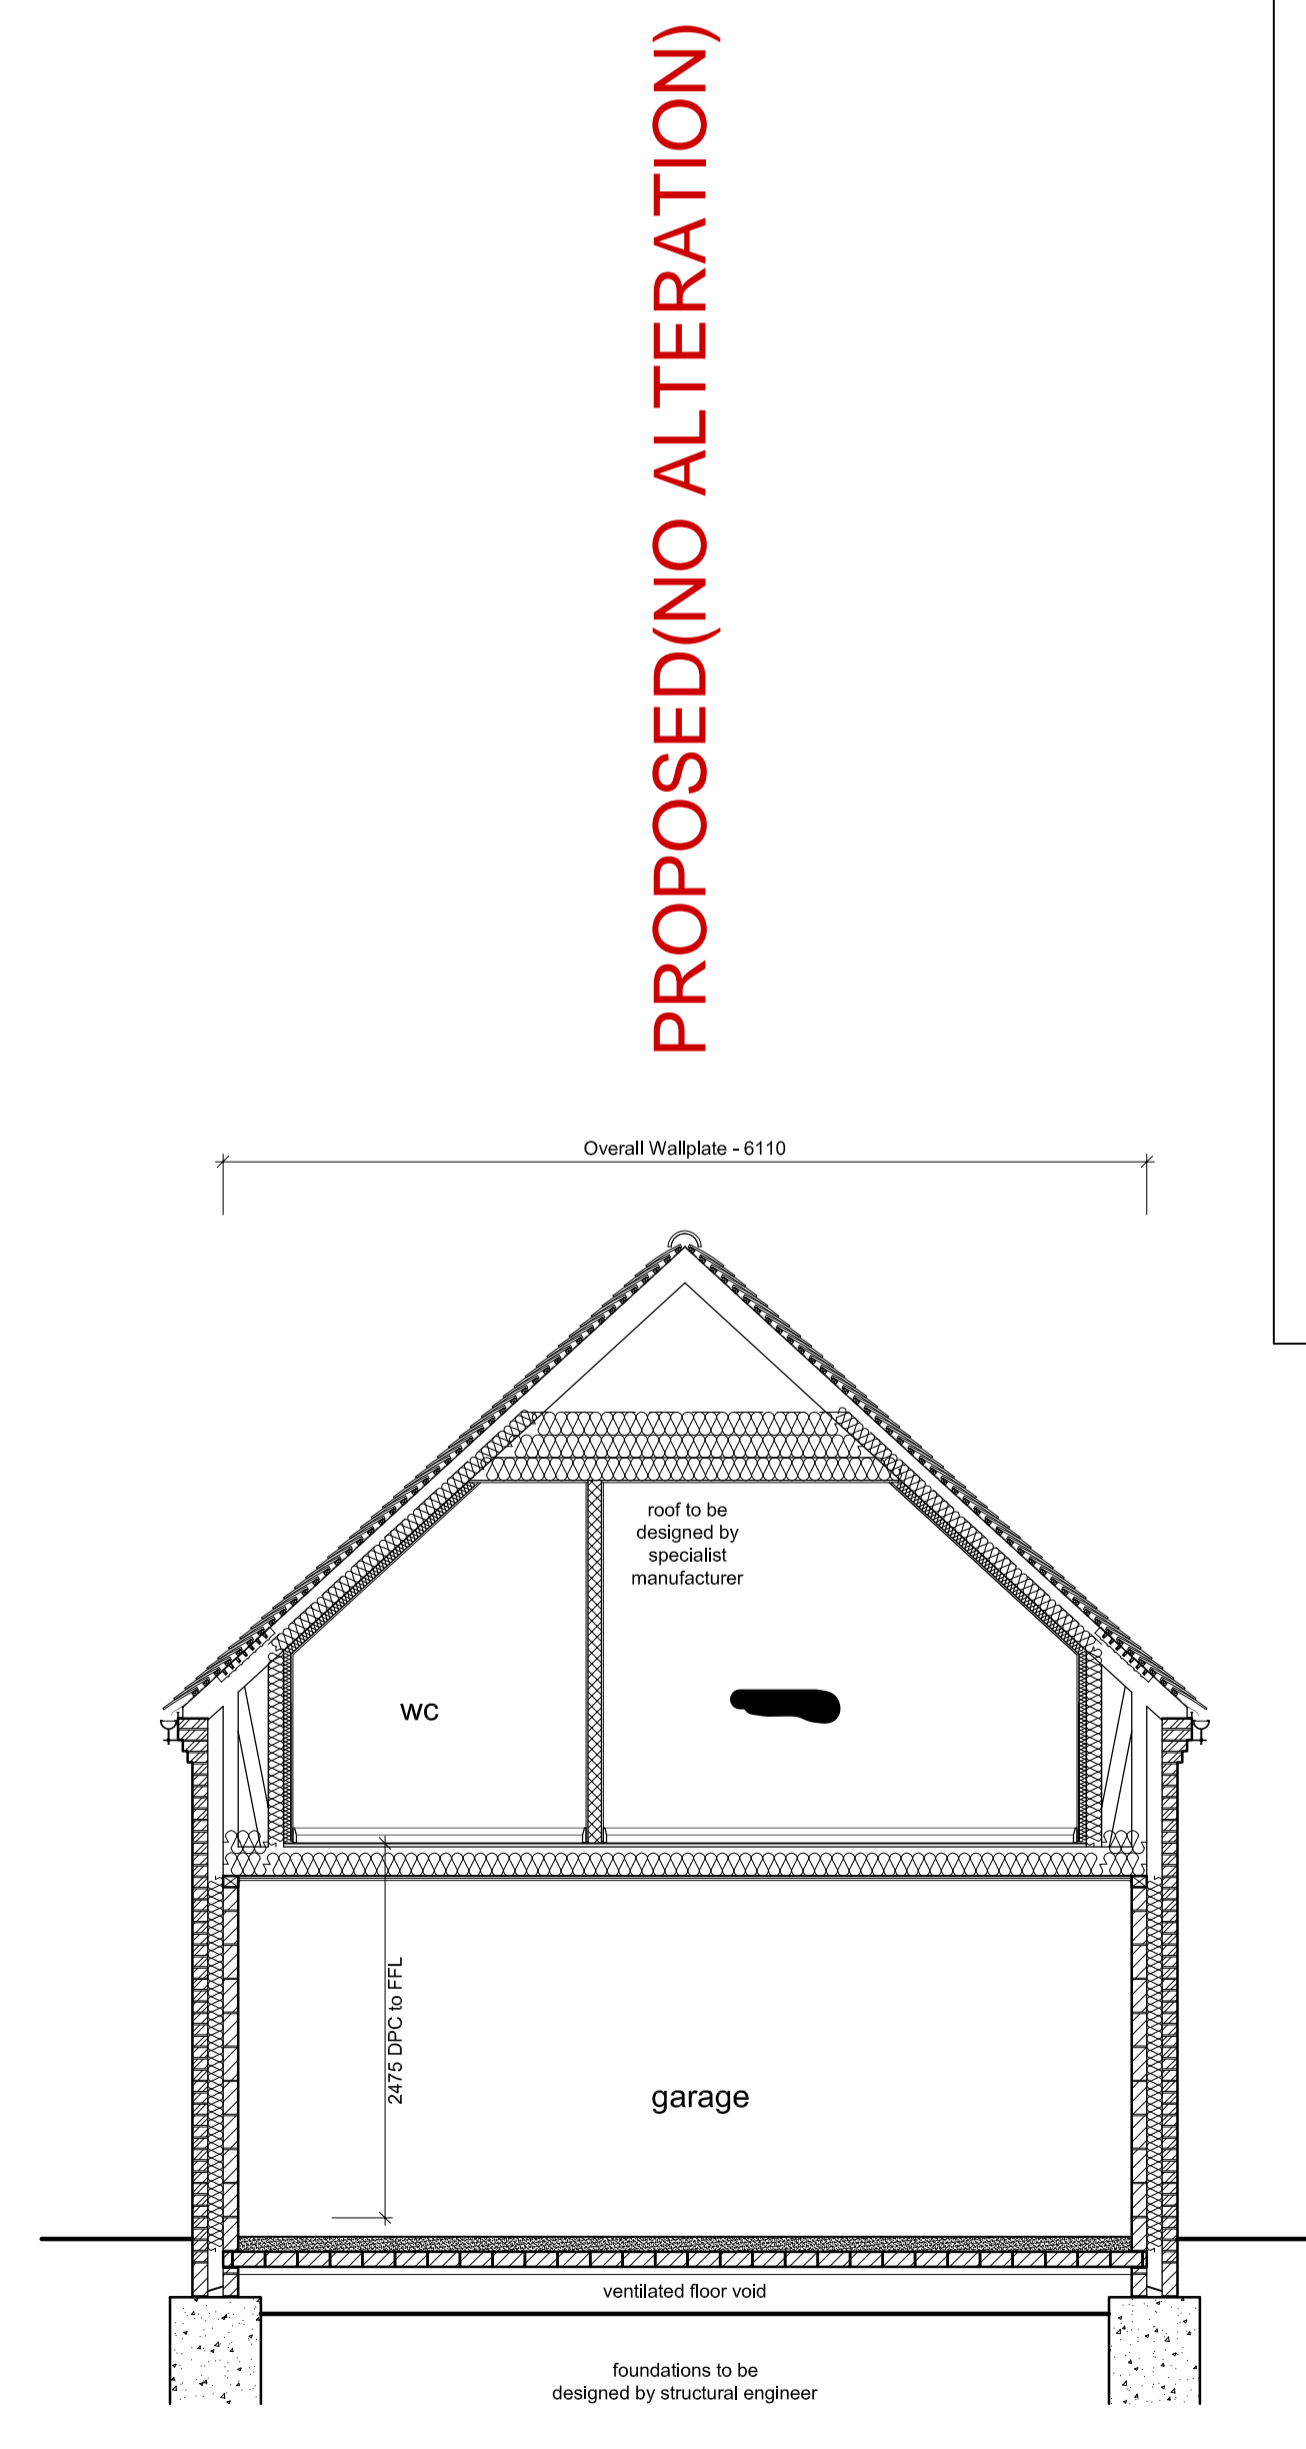 PROPOSED(NO ALTERATION)
Overall Wallplate - 6110
roof to be
designed by
specialist
manufacturer
wc
2475 DPC to FFL
garage
ventilated floor void
foundations to be
designed by structural engineer